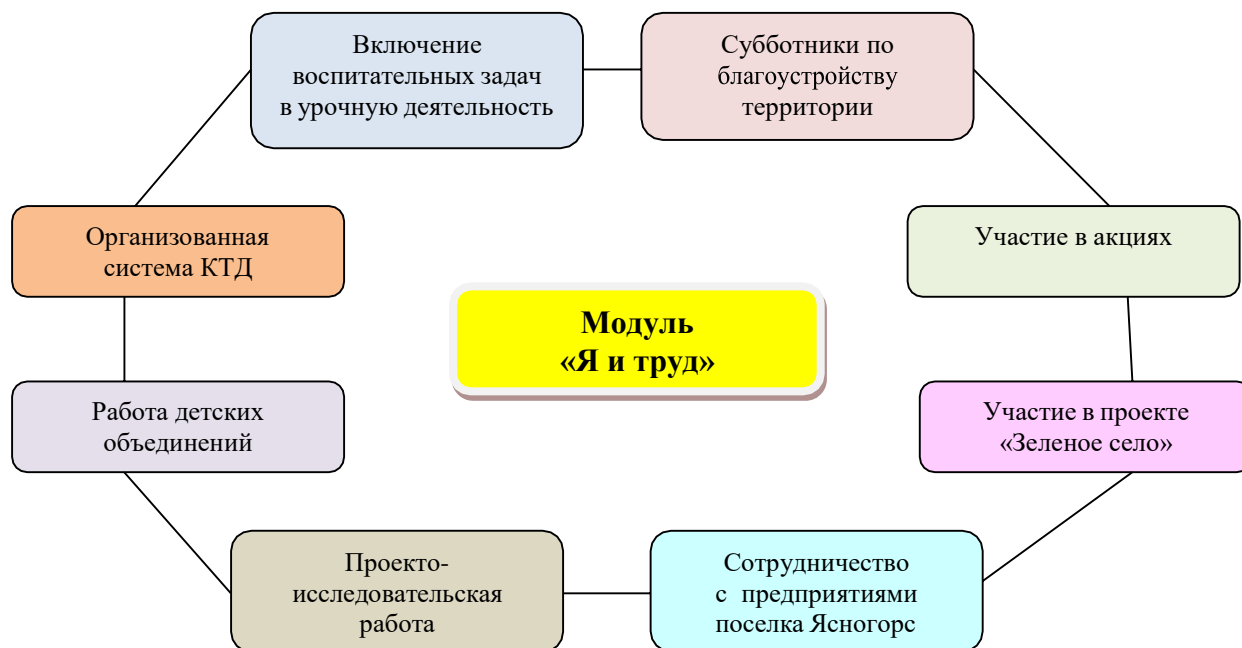 Включение
воспитательных задач
в урочную деятельность
Субботники по
благоустройству
территории
Организованная
система КТД
Участие в акциях
Модуль
«Я и труд»
Работа детских
объединений
Участие в проекте
«Зеленое село»
Проекто-
исследовательская
работа
Сотрудничество
с предприятиями
поселка Ясногорс